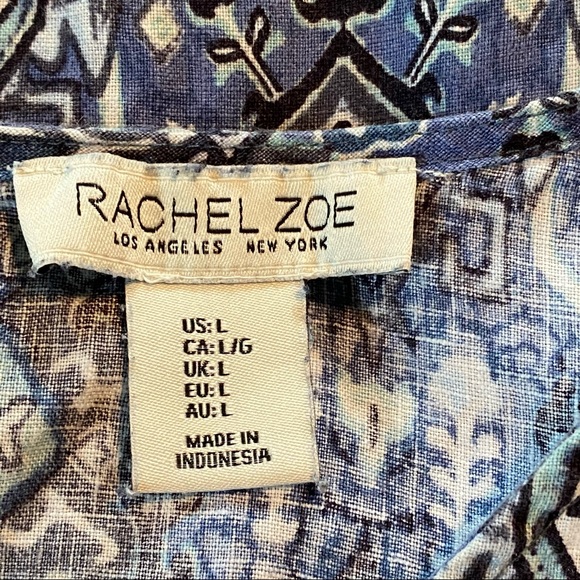 RACHEL ZOE
LOS ANGELES NEW YORK
US: L
CA: L/G
UK: L
EU: L
AU: L
MADE IN
INDONESIA